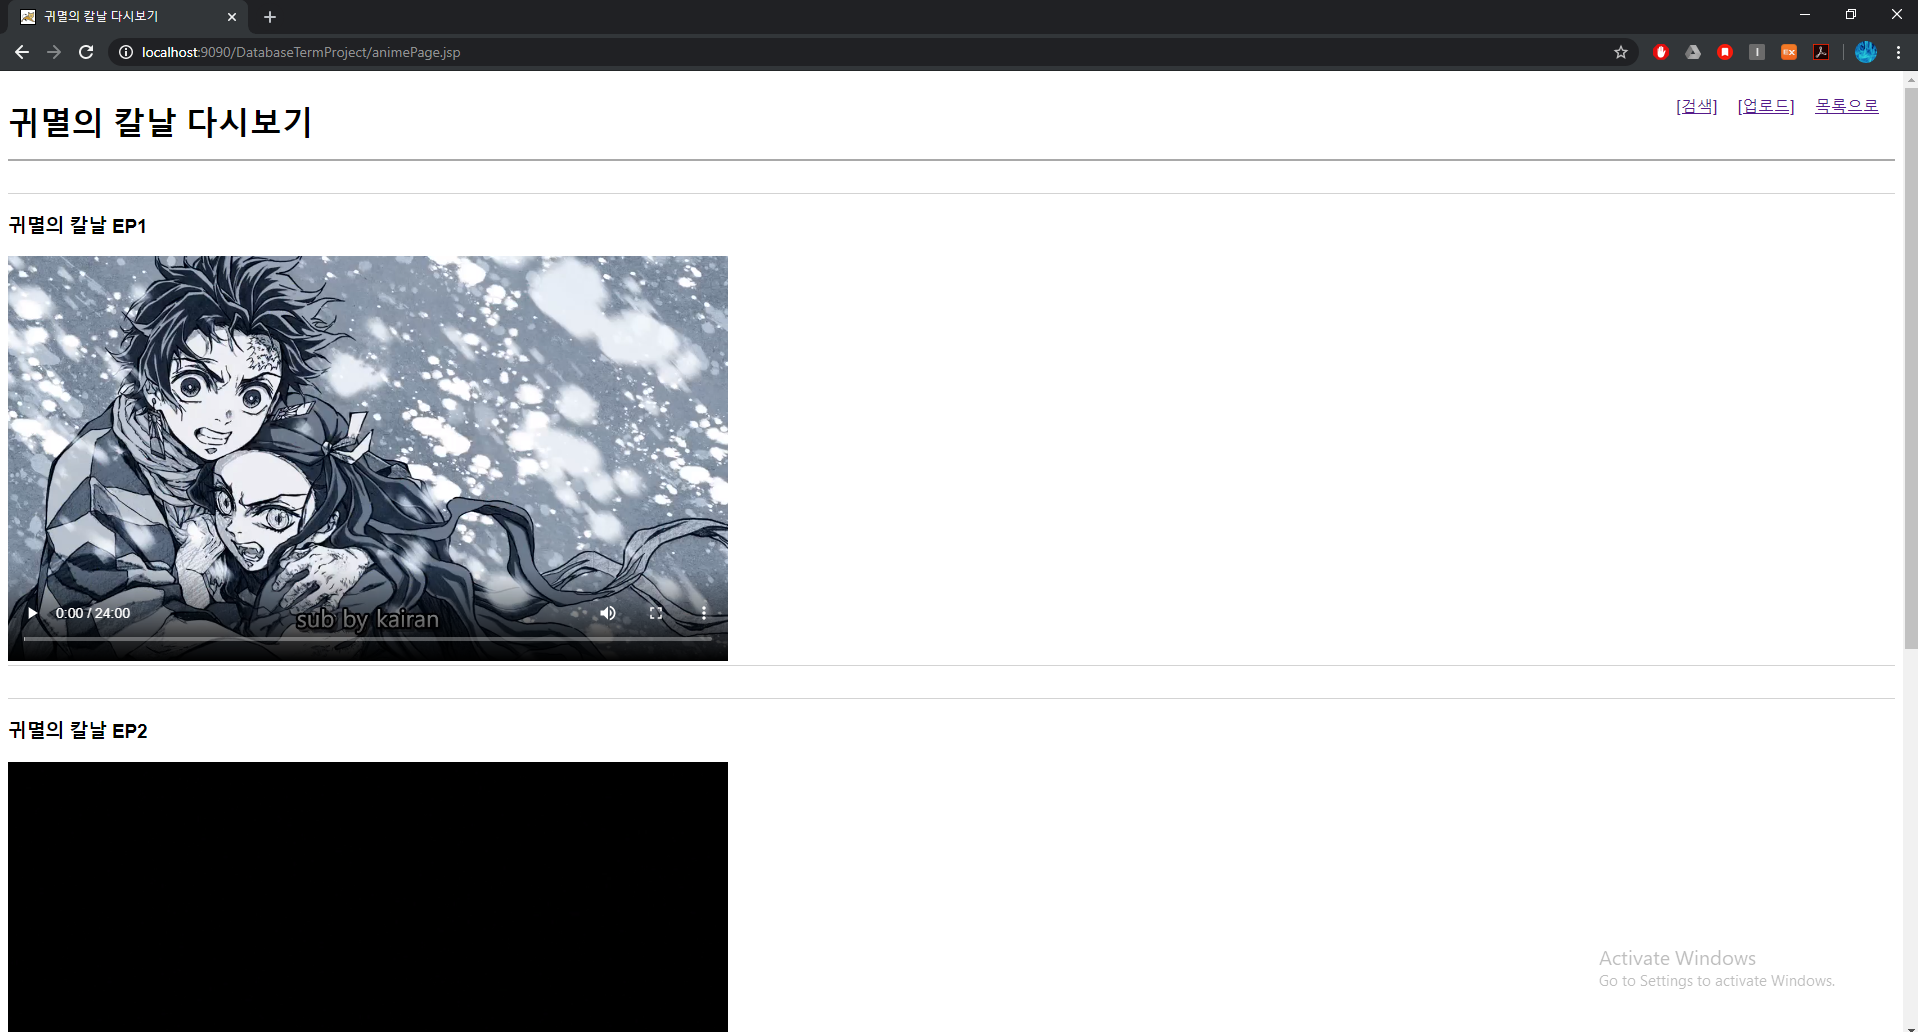 귀멸의 칼날 다시보기
localhost:9090/DatabaseTermProject/animePage.jsp
귀멸의 칼날 다시보기
[검색] [업로드] 목록으로
귀멸의 칼날 EP1
sub by kairan
0:00 / 24:00
귀멸의 칼날 EP2
Activate Windows
Go to Settings to activate Windows.